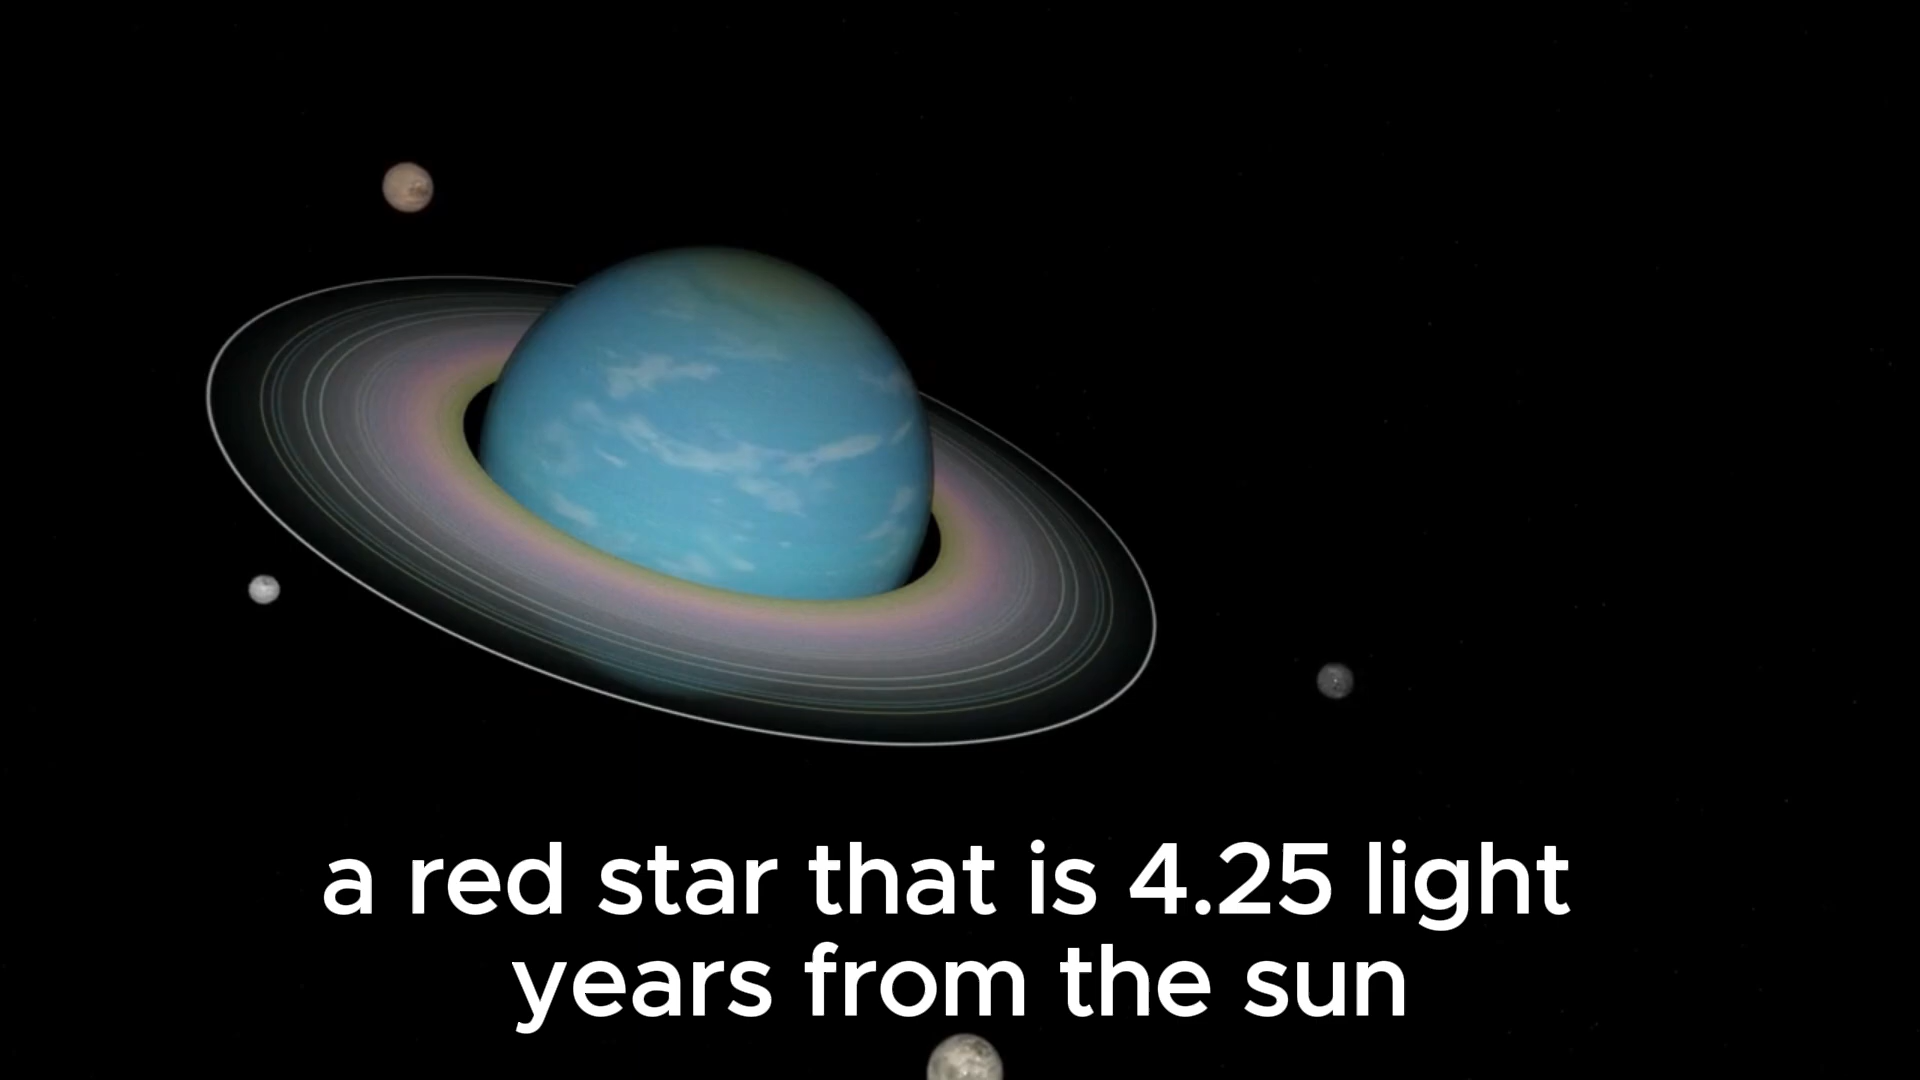 a red star that is 4.25 light
years from the sun